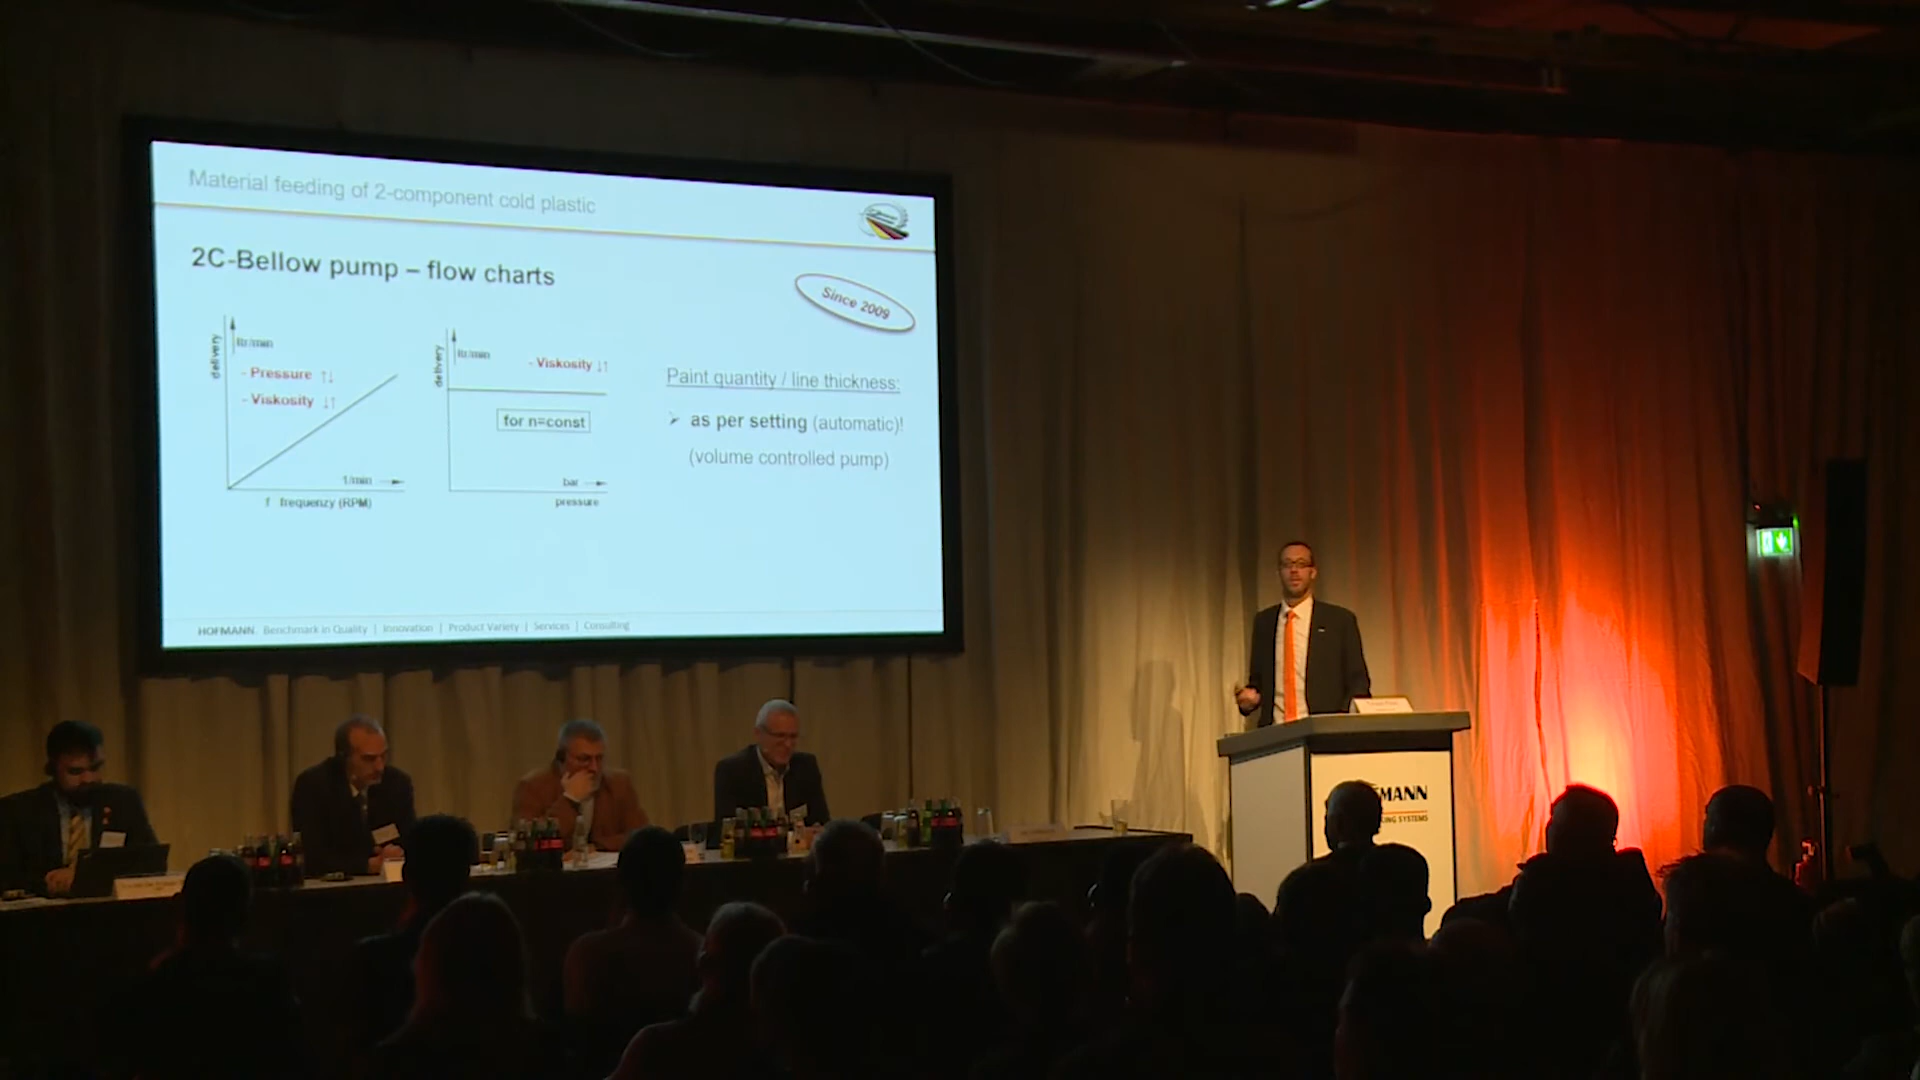 Material feeding of 2-component cold plastic
2C-Bellow pump – flow charts
Since 2009
delivery
ltr/min
- Pressure ↑↓
- Viskosity ↓↑
1/min
f frequenzy (RPM)
delivery
ltr/min
- Viskosity ↓↑
for n=const
bar
pressure
Paint quantity / line thickness:
➢ as per setting (automatic)!
(volume controlled pump)
HOFMANN Benchmark in Quality | Innovation | Product Variety | Services | Consulting
MANN
KING SYSTEMS